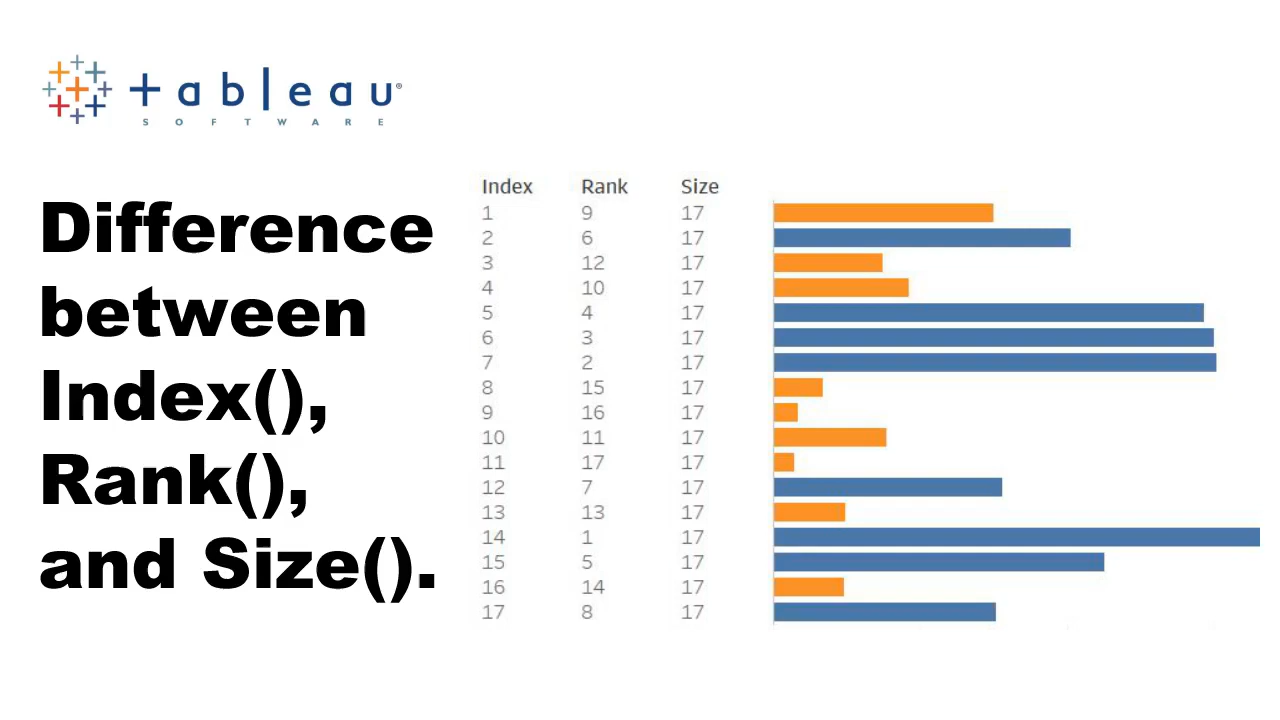 +ableau®
SOFTWARE
Difference
between
Index(),
Rank(),
and Size().
Index Rank Size
1 9 17
2 6 17
3 12 17
4 10 17
5 4 17
6 3 17
7 2 17
8 15 17
9 16 17
10 11 17
11 17 17
12 7 17
13 13 17
14 1 17
15 5 17
16 14 17
17 8 17